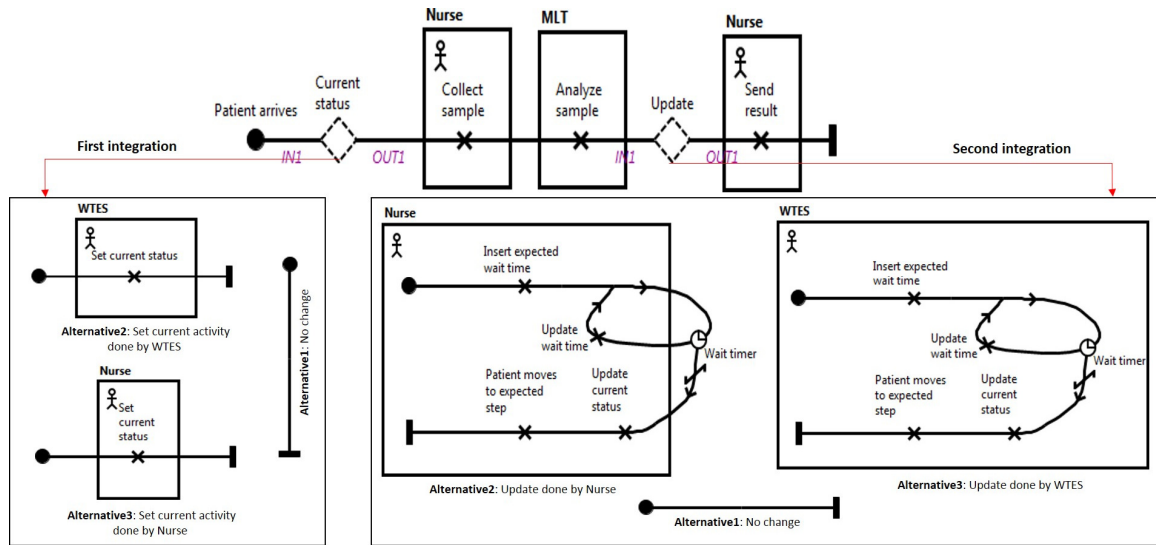 Nurse
MLT
Nurse
Current
status
Collect
sample
Analyze
sample
Update
Send
result
Patient arrives
IN1
OUT1
IN1
OUT1
First integration
Second integration
WTES
Set current status
Alternative2: Set current activity
done by WTES
Nurse
Set
current
status
Alternative3: Set current activity
done by Nurse
Alternative1: No change
Nurse
Insert expected
wait time
Update
wait time
Wait timer
Patient moves
to expected
step
Update
current
status
Alternative2: Update done by Nurse
WTES
Insert expected
wait time
Update
wait time
Wait timer
Patient moves
to expected
step
Update
current
status
Alternative3: Update done by WTES
Alternative1: No change